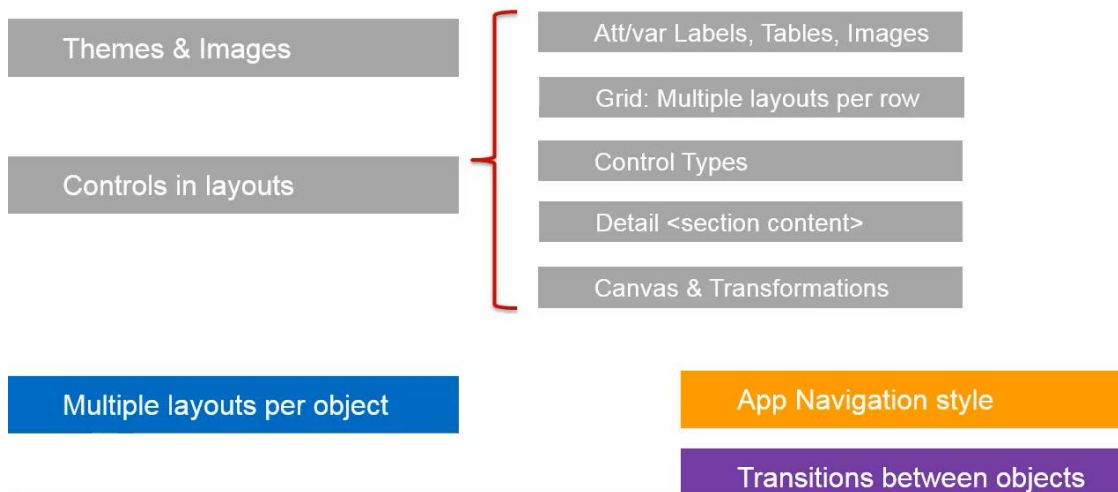 Themes & Images
Controls in layouts
Att/var Labels, Tables, Images
Grid: Multiple layouts per row
Control Types
Detail <section content>
Canvas & Transformations
Multiple layouts per object
App Navigation style
Transitions between objects